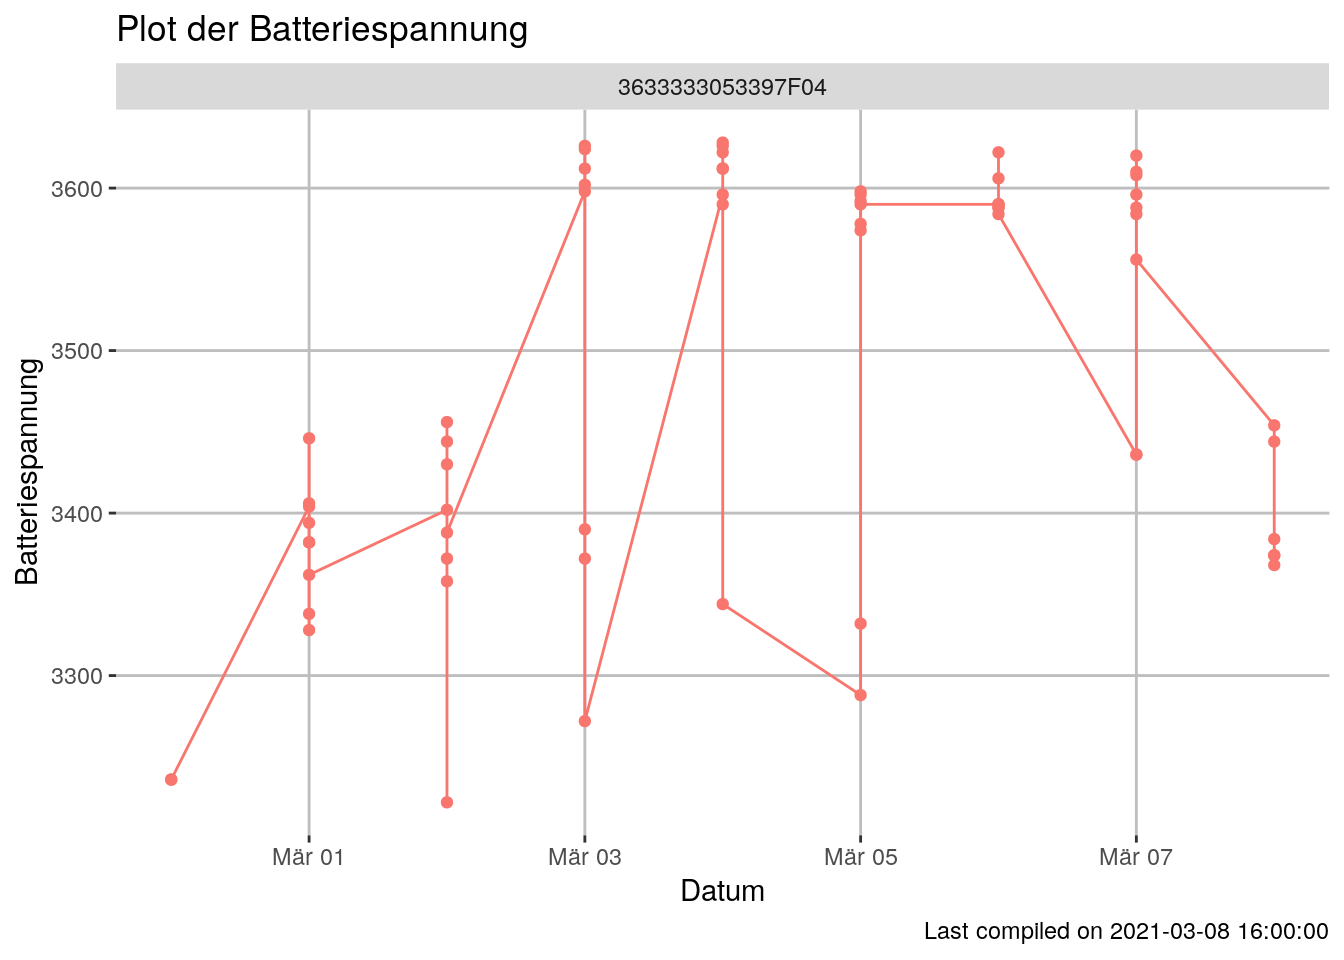 Plot der Batteriespannung
3633333053397F04
3600
3500
3400
3300
Batteriespannung
Mär 01
Mär 03
Mär 05
Mär 07
Datum
Last compiled on 2021-03-08 16:00:00